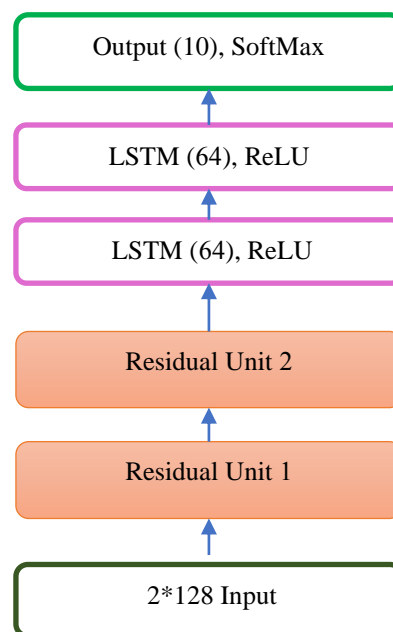 Output (10), SoftMax
LSTM (64), ReLU
LSTM (64), ReLU
Residual Unit 2
Residual Unit 1
2*128 Input